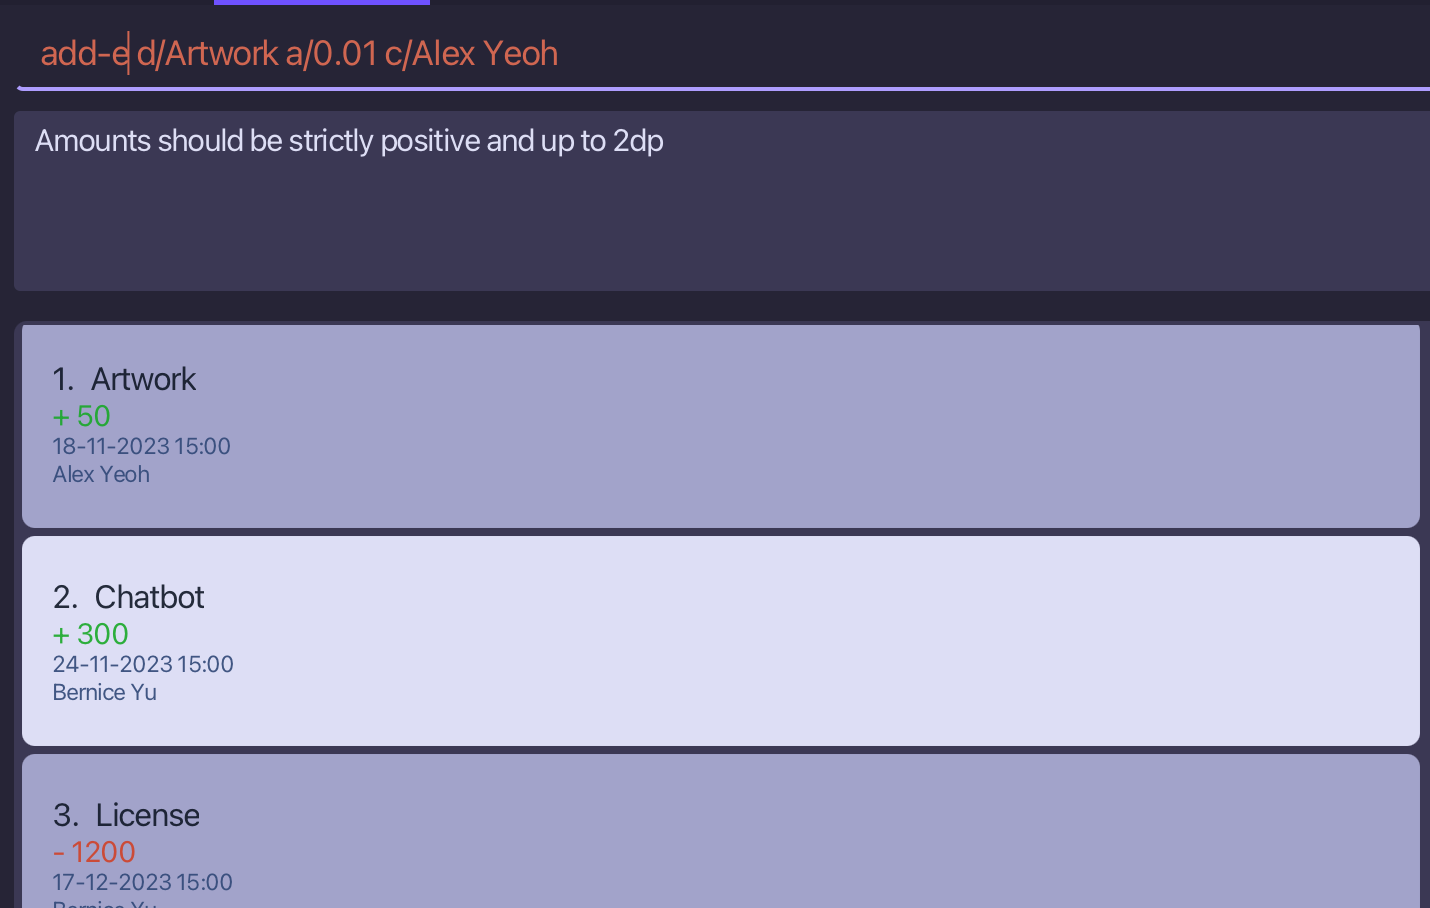 add-e d/Artwork a/0.01 c/Alex Yeoh
Amounts should be strictly positive and up to 2dp
1. Artwork
+ 50
18-11-2023 15:00
Alex Yeoh
2. Chatbot
+ 300
24-11-2023 15:00
Bernice Yu
3. License
- 1200
17-12-2023 15:00